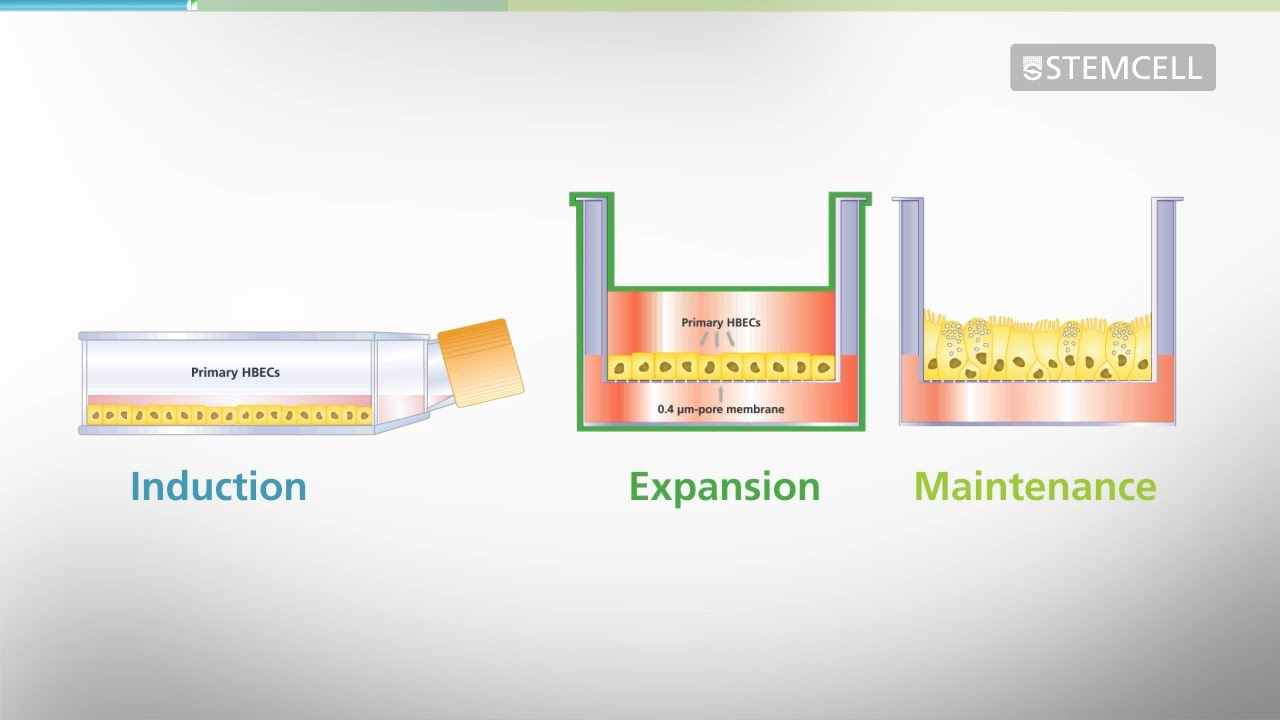 STEMCELL
Primary HBECs
Primary HBECs
0.4 µm-pore membrane
Induction
Expansion
Maintenance